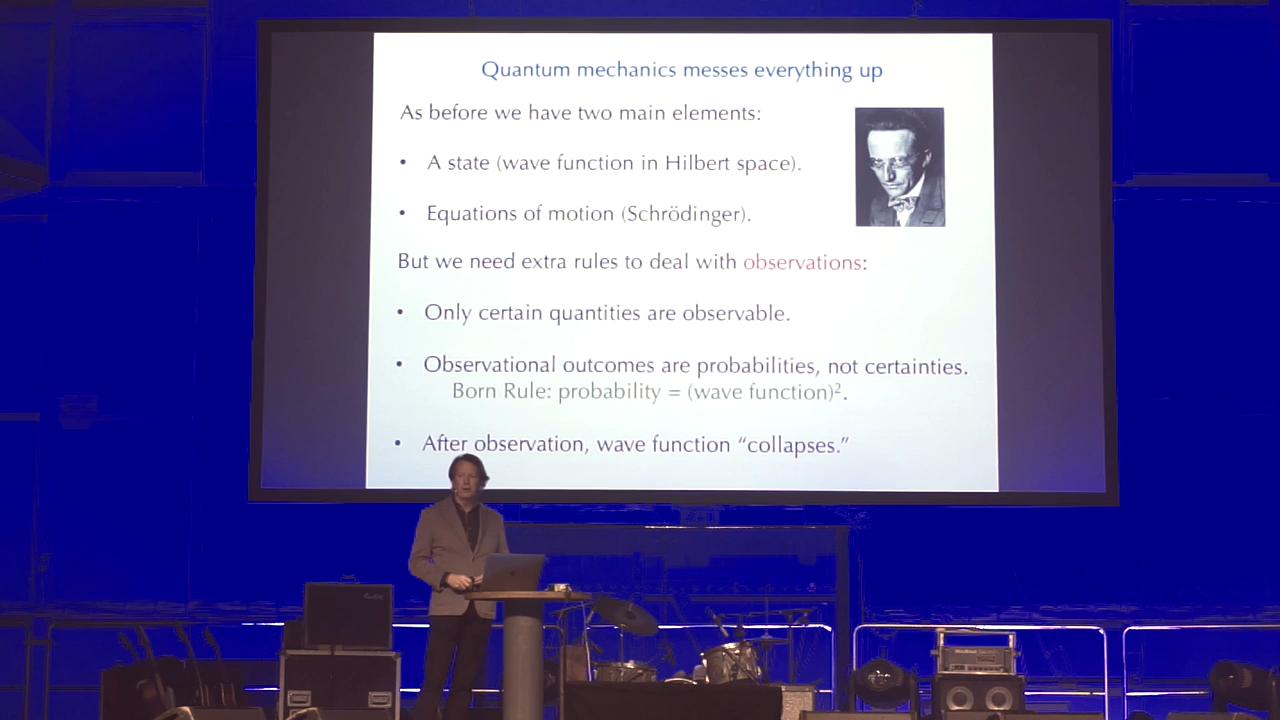 Quantum mechanics messes everything up
As before we have two main elements:
• A state (wave function in Hilbert space).
• Equations of motion (Schrödinger).
But we need extra rules to deal with observations:
• Only certain quantities are observable.
• Observational outcomes are probabilities, not certainties.
Born Rule: probability = (wave function)².
• After observation, wave function “collapses.”